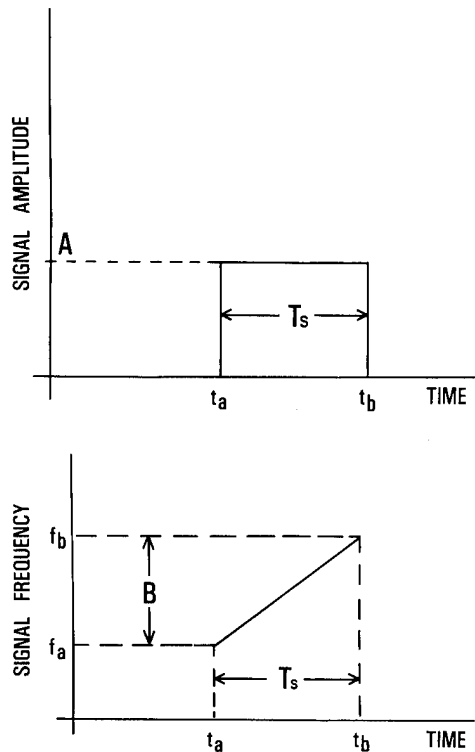 SIGNAL AMPLITUDE
A
Ts
ta
tb
TIME
SIGNAL FREQUENCY
fb
B
fa
Ts
ta
tb
TIME